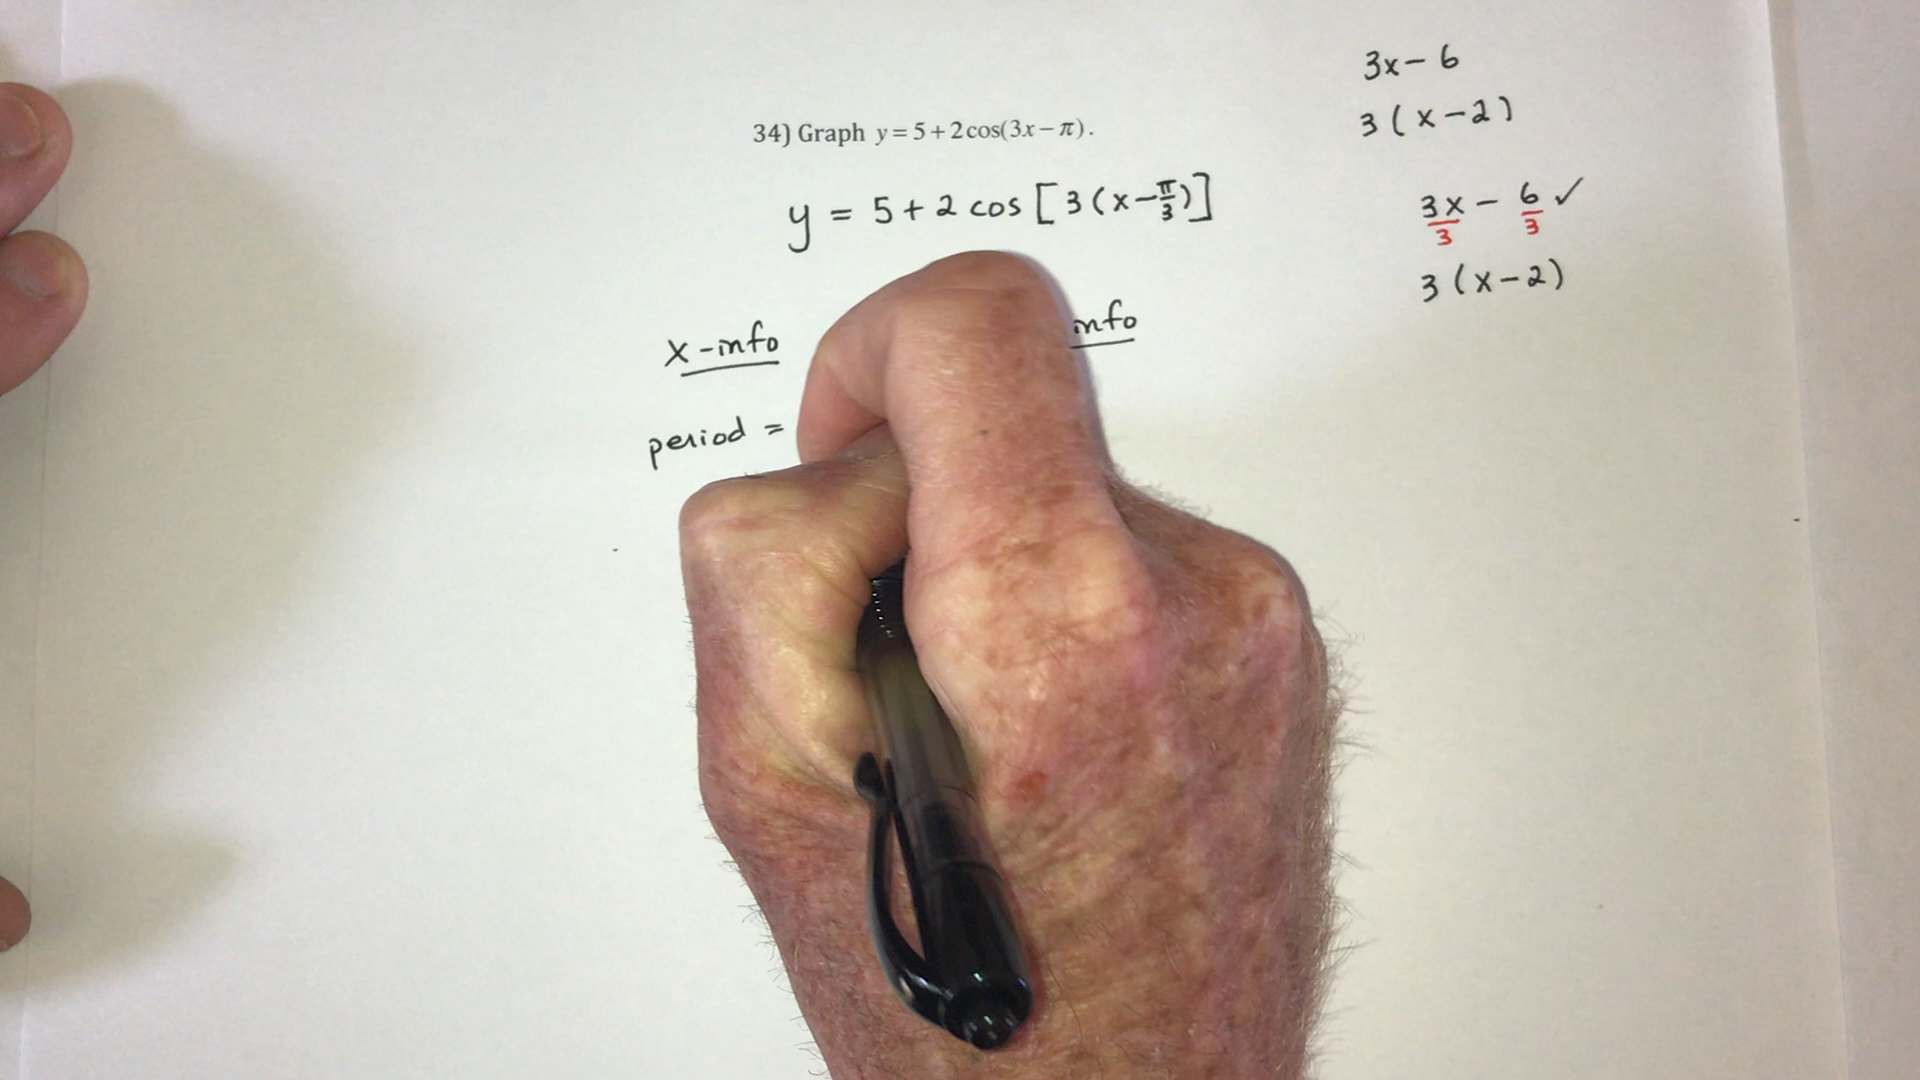 34) Graph y = 5 + 2cos(3x − π).
y = 5 + 2 cos [3(x − π/3)]
x-info
info
period =
3x − 6
3(x − 2)
3x/3 − 6/3 ✓
3(x − 2)